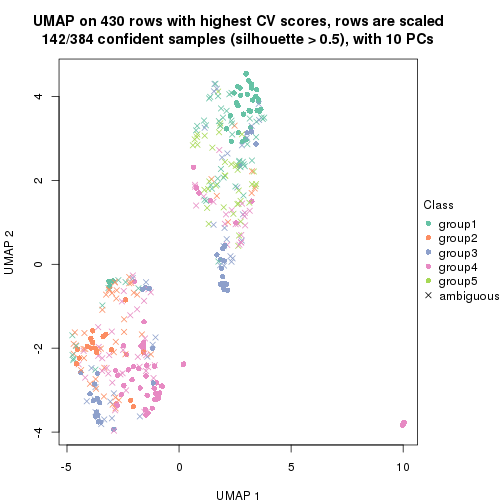 UMAP on 430 rows with highest CV scores, rows are scaled
142/384 confident samples (silhouette > 0.5), with 10 PCs
4
2
0
-2
-4
UMAP 2
-5
0
5
10
UMAP 1
Class
group1
group2
group3
group4
group5
ambiguous